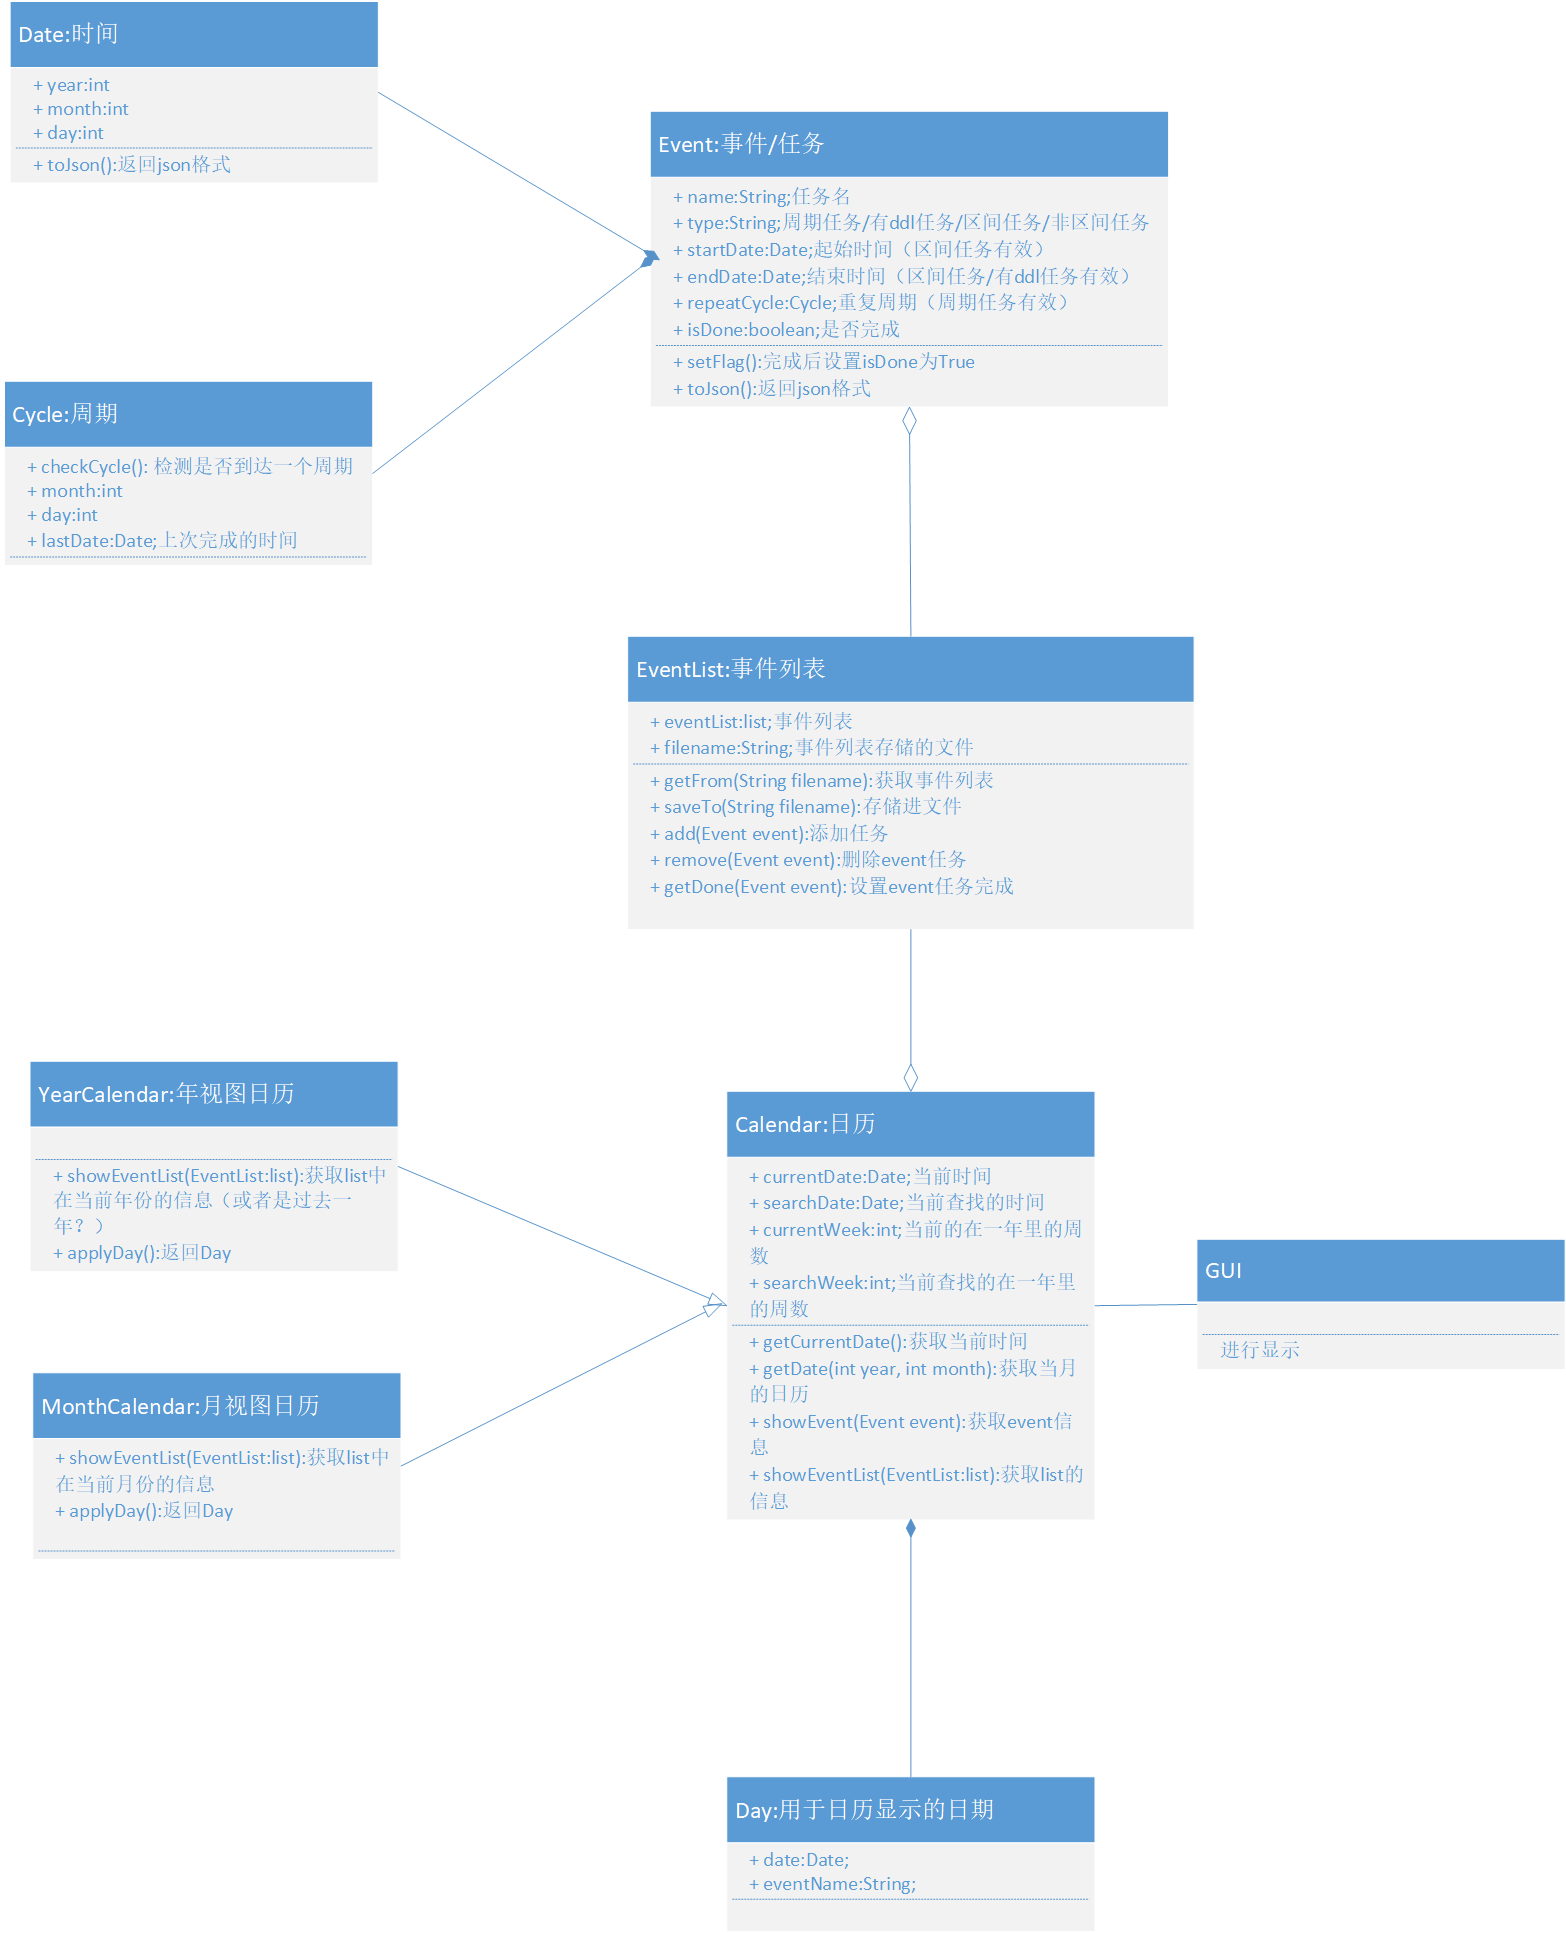 Date:时间
+ year:int
+ month:int
+ day:int
+ toJson():返回json格式
Event:事件/任务
+ name:String;任务名
+ type:String;周期任务/有ddl任务/区间任务/非区间任务
+ startDate:Date;起始时间（区间任务有效）
+ endDate:Date;结束时间（区间任务/有ddl任务有效）
+ repeatCycle:Cycle;重复周期（周期任务有效）
+ isDone:boolean;是否完成
+ setFlag():完成后设置isDone为True
+ toJson():返回json格式
Cycle:周期
+ checkCycle(): 检测是否到达一个周期
+ month:int
+ day:int
+ lastDate:Date;上次完成的时间
EventList:事件列表
+ eventList:list;事件列表
+ filename:String;事件列表存储的文件
+ getFrom(String filename):获取事件列表
+ saveTo(String filename):存储进文件
+ add(Event event):添加任务
+ remove(Event event):删除event任务
+ getDone(Event event):设置event任务完成
YearCalendar:年视图日历
+ showEventList(EventList:list):获取list中
在当前年份的信息（或者是过去一
年？）
+ applyDay():返回Day
Calendar:日历
+ currentDate:Date;当前时间
+ searchDate:Date;当前查找的时间
+ currentWeek:int;当前的在一年里的周
数
+ searchWeek:int;当前查找的在一年里
的周数
+ getCurrentDate():获取当前时间
+ getDate(int year, int month):获取当月
的日历
+ showEvent(Event event):获取event信
息
+ showEventList(EventList:list):获取list的
信息
GUI
进行显示
MonthCalendar:月视图日历
+ showEventList(EventList:list):获取list中
在当前月份的信息
+ applyDay():返回Day
Day:用于日历显示的日期
+ date:Date;
+ eventName:String;